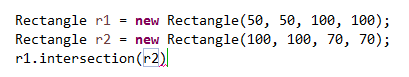 Rectangle r1 = new Rectangle(50, 50, 100, 100);
Rectangle r2 = new Rectangle(100, 100, 70, 70);
r1.intersection(r2)